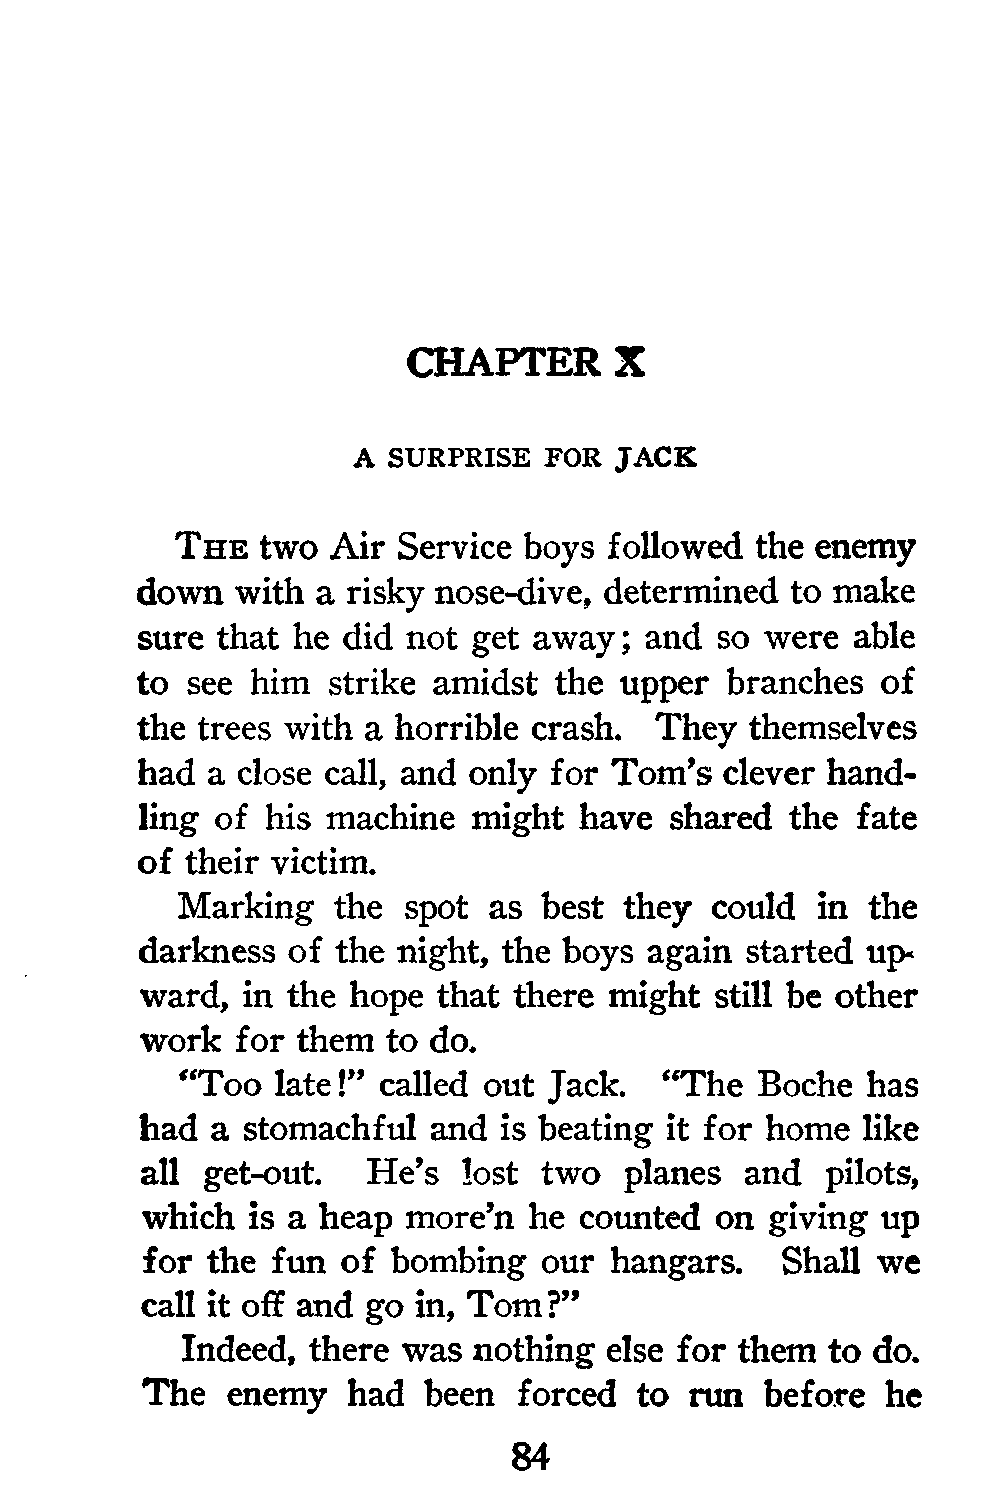 CHAPTER X
A SURPRISE FOR JACK
THE two Air Service boys followed the enemy
down with a risky nose-dive, determined to make
sure that he did not get away; and so were able
to see him strike amidst the upper branches of
the trees with a horrible crash. They themselves
had a close call, and only for Tom's clever hand-
ling of his machine might have shared the fate
of their victim.
Marking the spot as best they could in the
darkness of the night, the boys again started up-
ward, in the hope that there might still be other
work for them to do.
"Too late!" called out Jack. "The Boche has
had a stomachful and is beating it for home like
all get-out. He's lost two planes and pilots,
which is a heap more'n he counted on giving up
for the fun of bombing our hangars. Shall we
call it off and go in, Tom?"
Indeed, there was nothing else for them to do.
The enemy had been forced to run before he
84